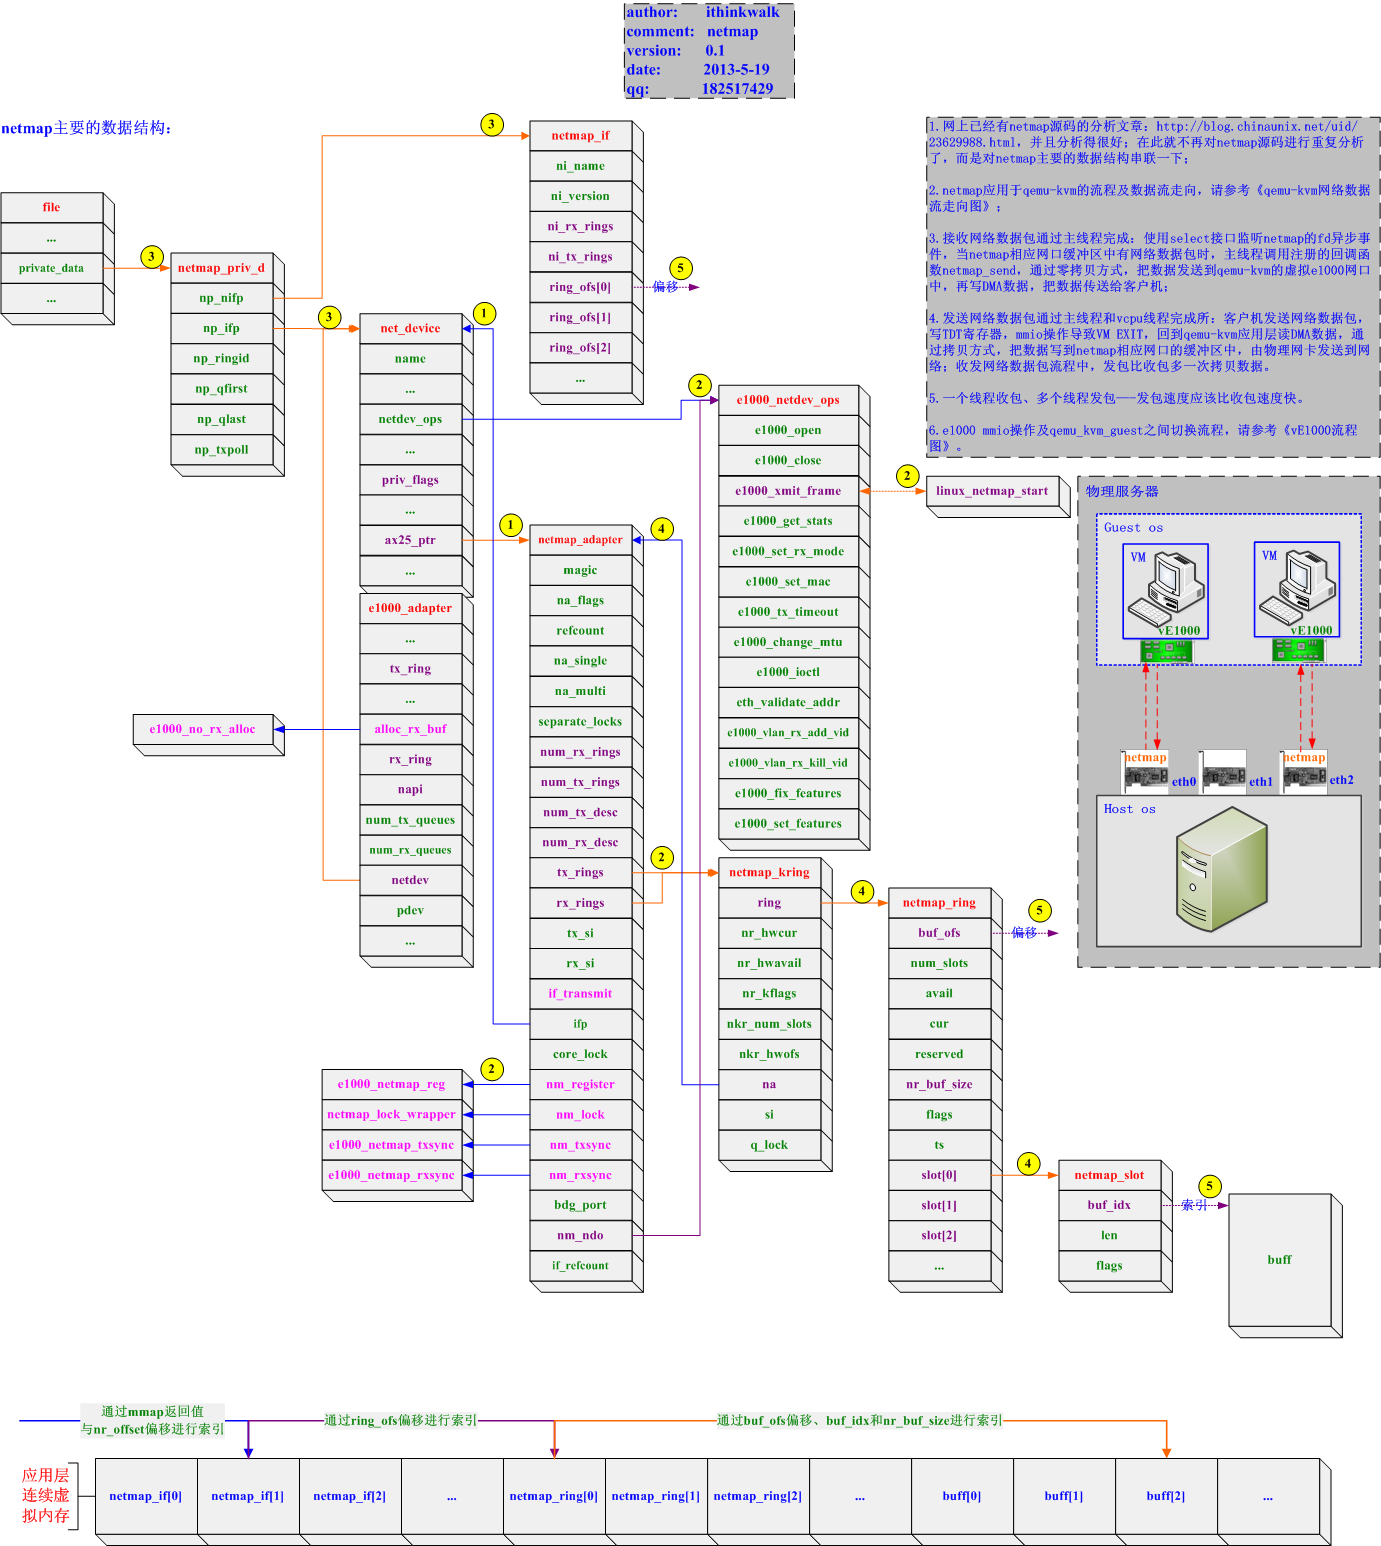 author: ithinkwalk
comment: netmap
version: 0.1
date: 2013-5-19
qq: 182517429
netmap主要的数据结构：
1.网上已经有netmap源码的分析文章：http://blog.chinaunix.net/uid/
23629988.html，并且分析得很好；在此就不再对netmap源码进行重复分析
了，而是对netmap主要的数据结构串联一下；
2.netmap应用于qemu-kvm的流程及数据流走向，请参考《qemu-kvm网络数据
流走向图》；
3.接收网络数据包通过主线程完成：使用select接口监听netmap的fd异步事
件，当netmap相应网口缓冲区中有网络数据包时，主线程调用注册的回调函
数netmap_send，通过零拷贝方式，把数据发送到qemu-kvm的虚拟e1000网口
中，再写DMA数据，把数据传送给客户机；
4.发送网络数据包通过主线程和vcpu线程完成所：客户机发送网络数据包，
写TDT寄存器，mmio操作导致VM EXIT，回到qemu-kvm应用层读DMA数据，通
过拷贝方式，把数据写到netmap相应网口的缓冲区中，由物理网卡发送到网
络；收发网络数据包流程中，发包比收包多一次拷贝数据。
5.一个线程收包、多个线程发包---发包速度应该比收包速度快。
6.e1000 mmio操作及qemu_kvm_guest之间切换流程，请参考《vE1000流程
图》。
file
...
private_data
...
3
netmap_priv_d
np_nifp
np_ifp
np_ringid
np_qfirst
np_qlast
np_txpoll
3
netmap_if
ni_name
ni_version
ni_rx_rings
ni_tx_rings
ring_ofs[0]
ring_ofs[1]
ring_ofs[2]
...
5
偏移
3
net_device
name
...
netdev_ops
...
priv_flags
...
ax25_ptr
...
1
e1000_adapter
...
tx_ring
...
alloc_rx_buf
rx_ring
napi
num_tx_queues
num_rx_queues
netdev
pdev
...
e1000_no_rx_alloc
1
netmap_adapter
magic
na_flags
refcount
na_single
na_multi
separate_locks
num_rx_rings
num_tx_rings
num_tx_desc
num_rx_desc
tx_rings
rx_rings
tx_si
rx_si
if_transmit
ifp
core_lock
nm_register
nm_lock
nm_txsync
nm_rxsync
bdg_port
nm_ndo
if_refcount
4
2
e1000_netmap_reg
netmap_lock_wrapper
e1000_netmap_txsync
e1000_netmap_rxsync
2
e1000_netdev_ops
e1000_open
e1000_close
e1000_xmit_frame
e1000_get_stats
e1000_set_rx_mode
e1000_set_mac
e1000_tx_timeout
e1000_change_mtu
e1000_ioctl
eth_validate_addr
e1000_vlan_rx_add_vid
e1000_vlan_rx_kill_vid
e1000_fix_features
e1000_set_features
2
linux_netmap_start
2
netmap_kring
ring
nr_hwcur
nr_hwavail
nr_kflags
nkr_num_slots
nkr_hwofs
na
si
q_lock
4
netmap_ring
buf_ofs
num_slots
avail
cur
reserved
nr_buf_size
flags
ts
slot[0]
slot[1]
slot[2]
...
5
偏移
4
netmap_slot
buf_idx
len
flags
5
索引
buff
物理服务器
Guest os
VM
vE1000
VM
vE1000
netmap
eth0
eth1
netmap
eth2
Host os
通过mmap返回值
与nr_offset偏移进行索引
通过ring_ofs偏移进行索引
通过buf_ofs偏移、buf_idx和nr_buf_size进行索引
应用层
连续虚
拟内存
netmap_if[0]
netmap_if[1]
netmap_if[2]
...
netmap_ring[0]
netmap_ring[1]
netmap_ring[2]
...
buff[0]
buff[1]
buff[2]
...